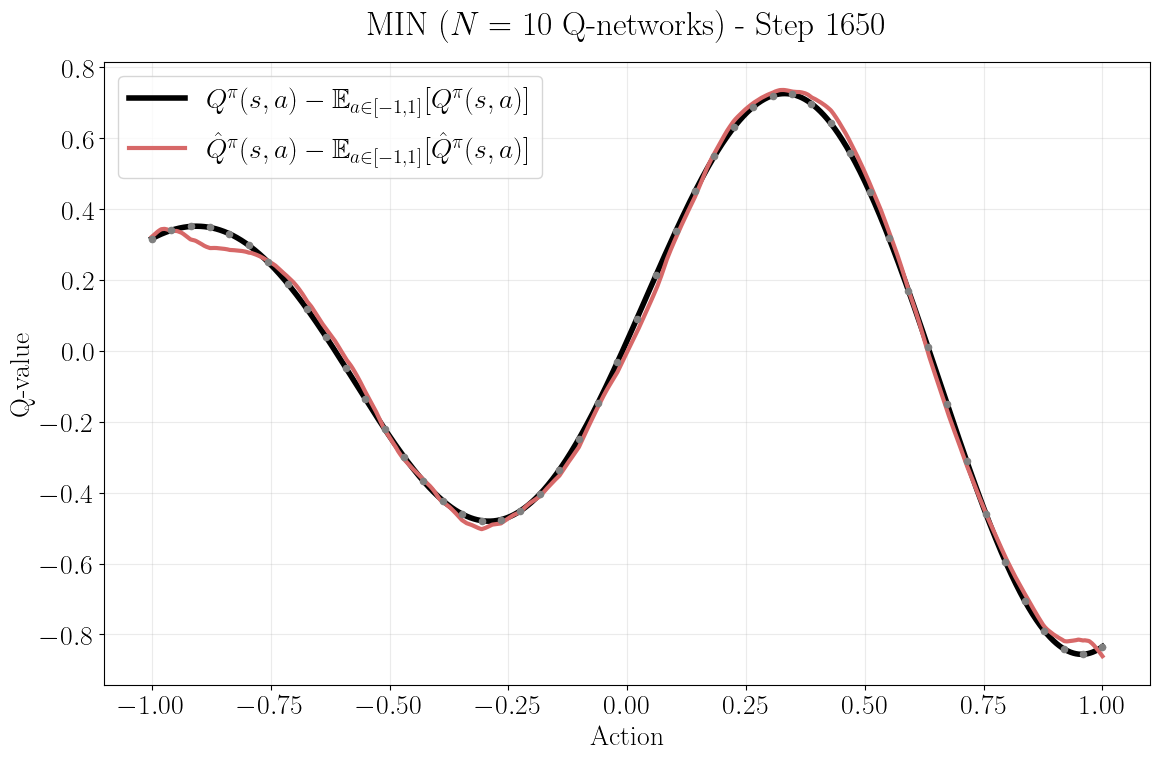 MIN (N = 10 Q-networks) - Step 1650
Q^π(s, a) − 𝔼_{a∈[−1,1]}[Q^π(s, a)]
Q̂^π(s, a) − 𝔼_{a∈[−1,1]}[Q̂^π(s, a)]
0.8
0.6
0.4
0.2
0.0
−0.2
−0.4
−0.6
−0.8
Q-value
−1.00 −0.75 −0.50 −0.25 0.00 0.25 0.50 0.75 1.00
Action